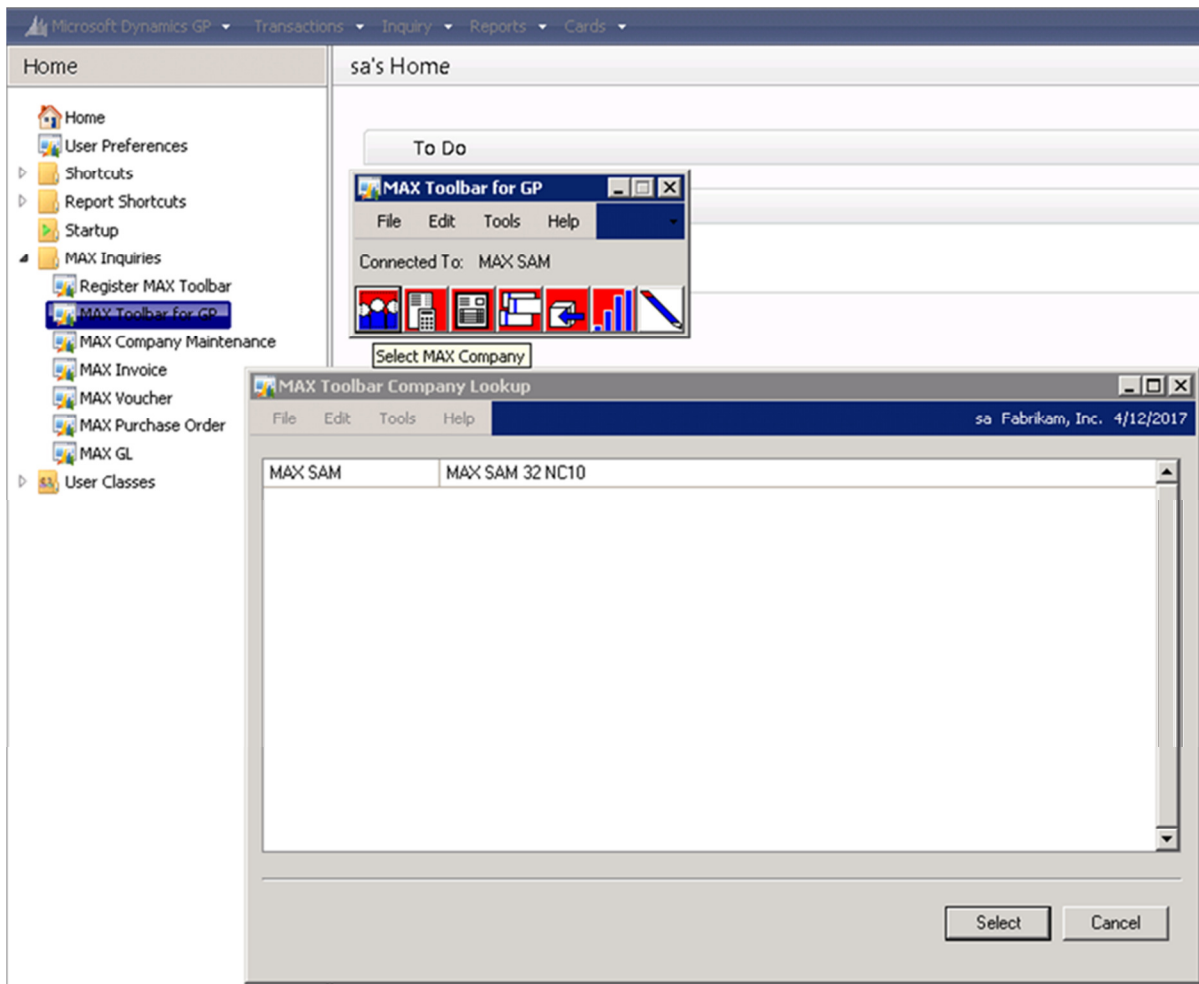 Microsoft Dynamics GP Transactions Inquiry Reports Cards
Home
sa's Home
Home
User Preferences
Shortcuts
Report Shortcuts
Startup
MAX Inquiries
Register MAX Toolbar
MAX Toolbar for GP
MAX Company Maintenance
MAX Invoice
MAX Voucher
MAX Purchase Order
MAX GL
User Classes
To Do
MAX Toolbar for GP
File Edit Tools Help
Connected To: MAX SAM
Select MAX Company
MAX Toolbar Company Lookup
File Edit Tools Help sa Fabrikam, Inc. 4/12/2017
MAX SAM MAX SAM 32 NC10
Select Cancel